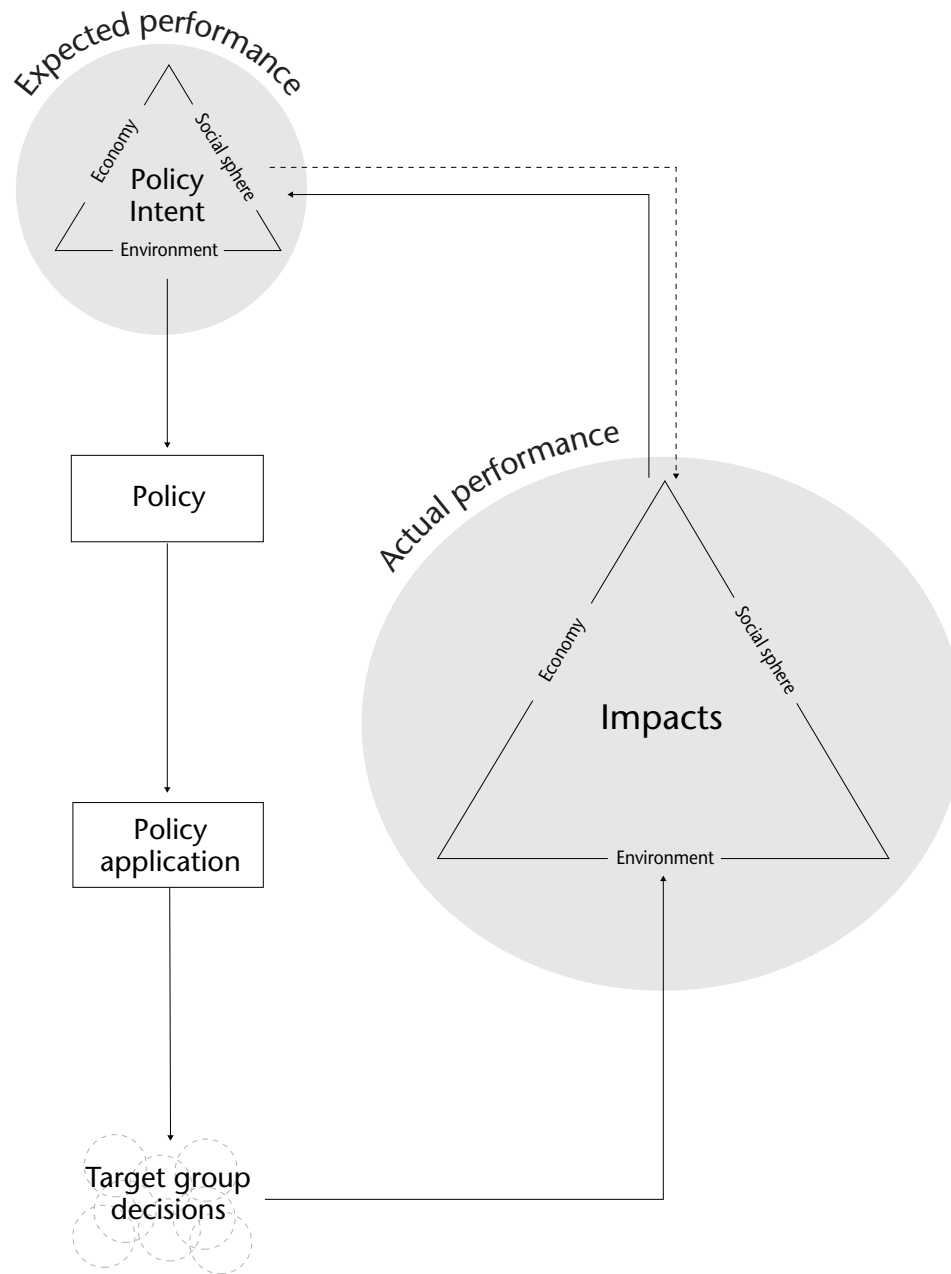 Expected performance
Economy
Social sphere
Policy
Intent
Environment
Policy
Actual performance
Economy
Social sphere
Impacts
Policy
application
Environment
Target group
decisions